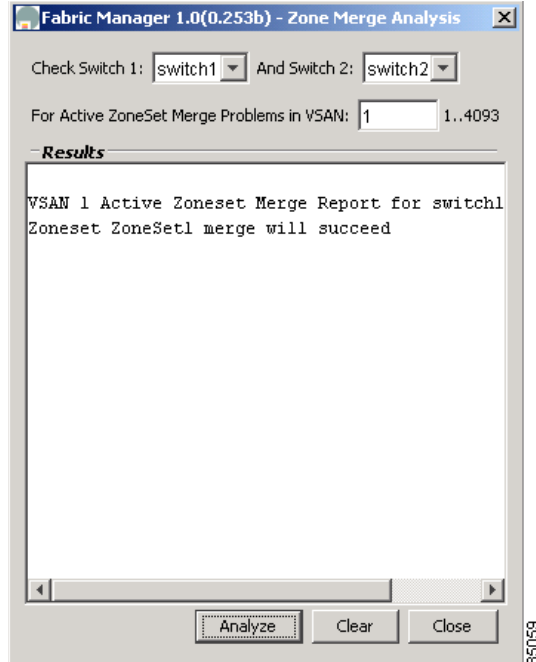 Fabric Manager 1.0(0.253b) - Zone Merge Analysis
Check Switch 1: switch1 And Switch 2: switch2
For Active ZoneSet Merge Problems in VSAN: 1 1..4093
Results
VSAN 1 Active Zoneset Merge Report for switch1
Zoneset ZoneSet1 merge will succeed
Analyze Clear Close